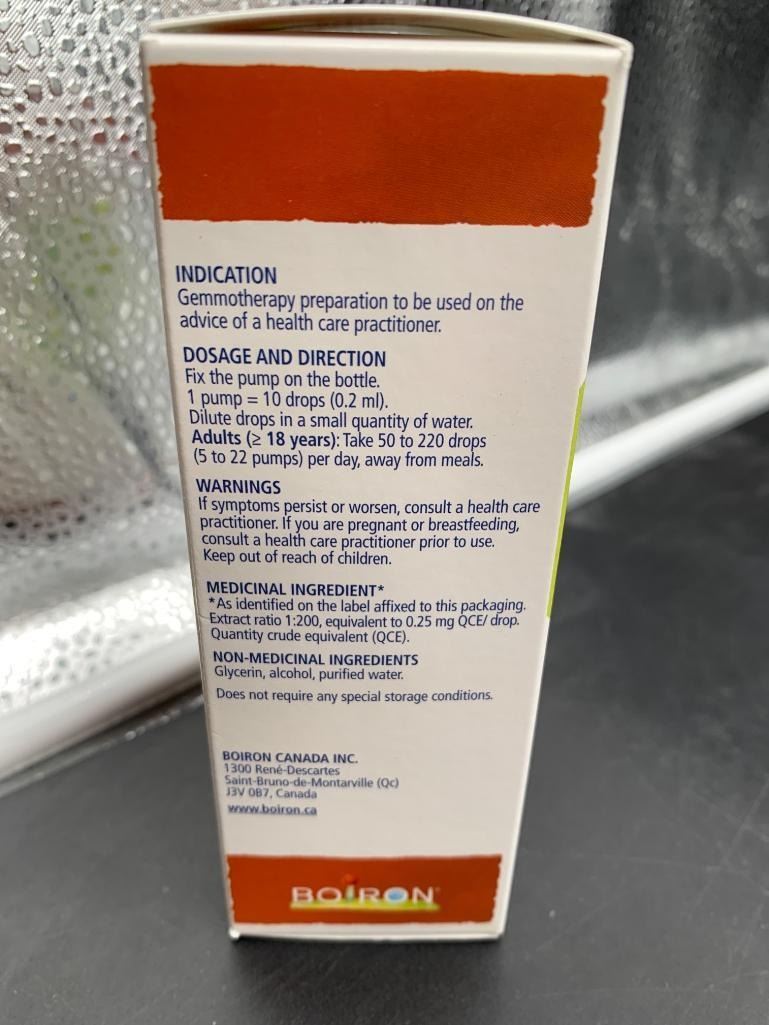 INDICATION
Gemmotherapy preparation to be used on the
advice of a health care practitioner.
DOSAGE AND DIRECTION
Fix the pump on the bottle.
1 pump = 10 drops (0.2 ml).
Dilute drops in a small quantity of water.
Adults (≥ 18 years): Take 50 to 220 drops
(5 to 22 pumps) per day, away from meals.
WARNINGS
If symptoms persist or worsen, consult a health care
practitioner. If you are pregnant or breastfeeding,
consult a health care practitioner prior to use.
Keep out of reach of children.
MEDICINAL INGREDIENT*
*As identified on the label affixed to this packaging.
Extract ratio 1:200, equivalent to 0.25 mg QCE/ drop.
Quantity crude equivalent (QCE).
NON-MEDICINAL INGREDIENTS
Glycerin, alcohol, purified water.
Does not require any special storage conditions.
BOIRON CANADA INC.
1300 René-Descartes
Saint-Bruno-de-Montarville (Qc)
J3V 0B7, Canada
www.boiron.ca
BOIRON